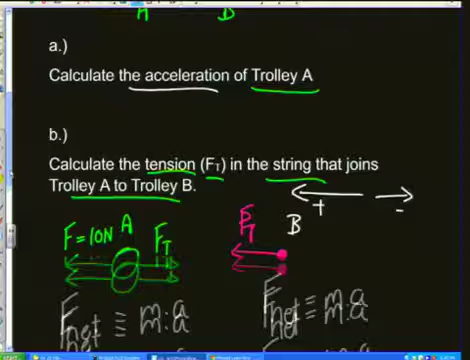 A B
a.)
Calculate the acceleration of Trolley A
b.)
Calculate the tension (FT) in the string that joins
Trolley A to Trolley B.
+ -
F=10N A FT
FT B
Fnet = m.a
Fnet = m.a